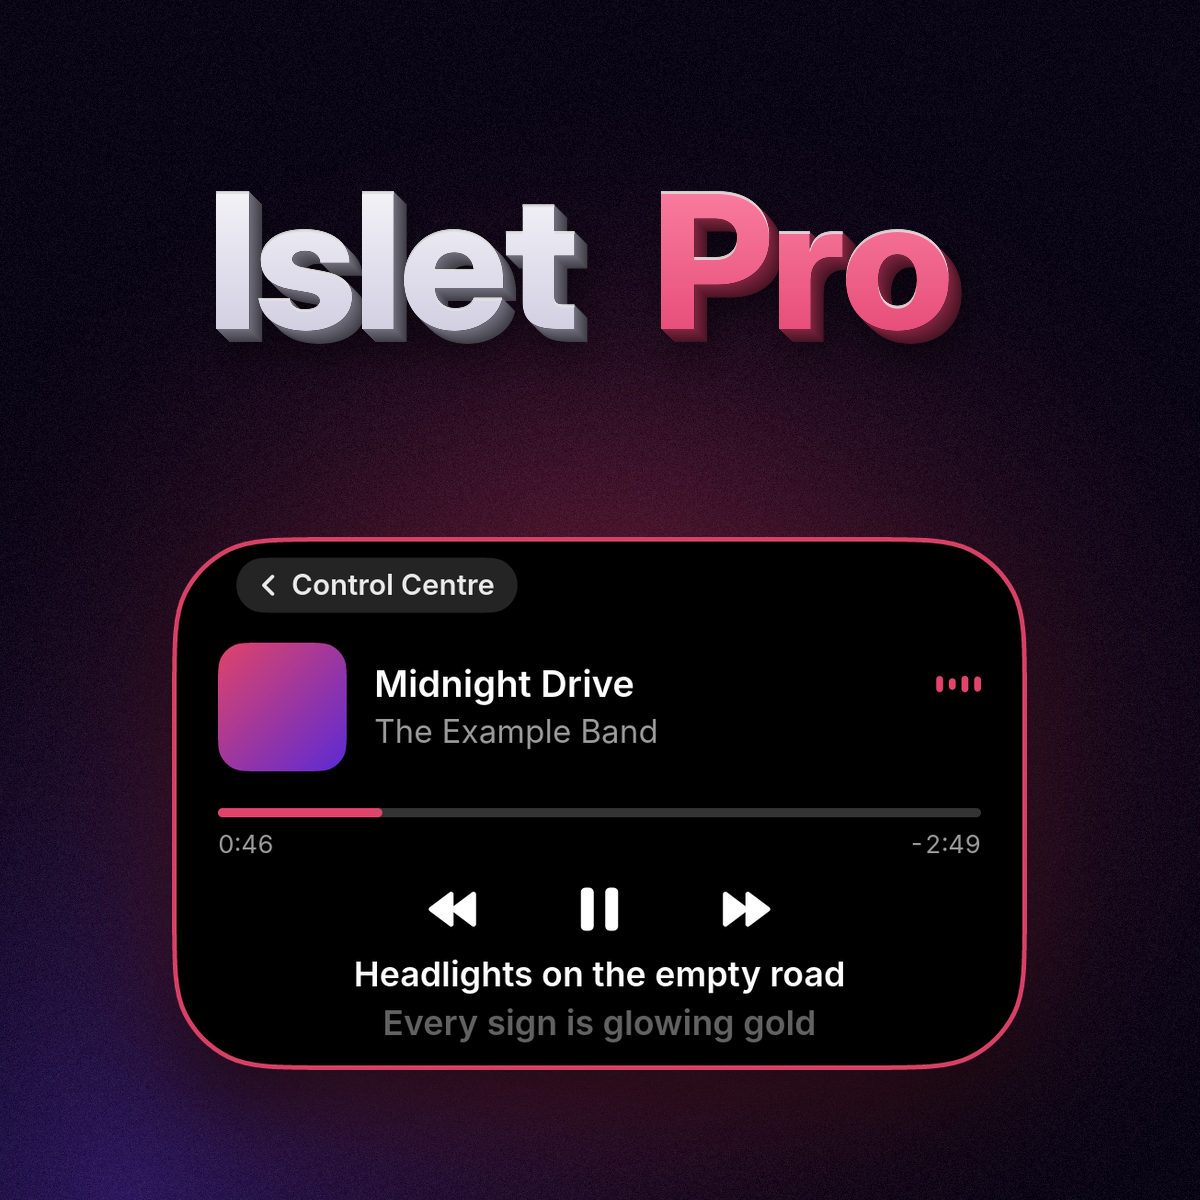 Islet Pro
Control Centre
Midnight Drive
The Example Band
0:46
-2:49
Headlights on the empty road
Every sign is glowing gold